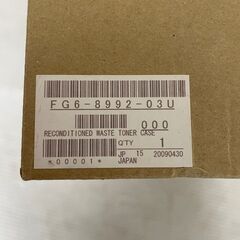 FG6-8992-03U
000
RECONDITIONED WASTE TONER CASE
Q'TY
1
*00001*
JP 15 20090430
JAPAN